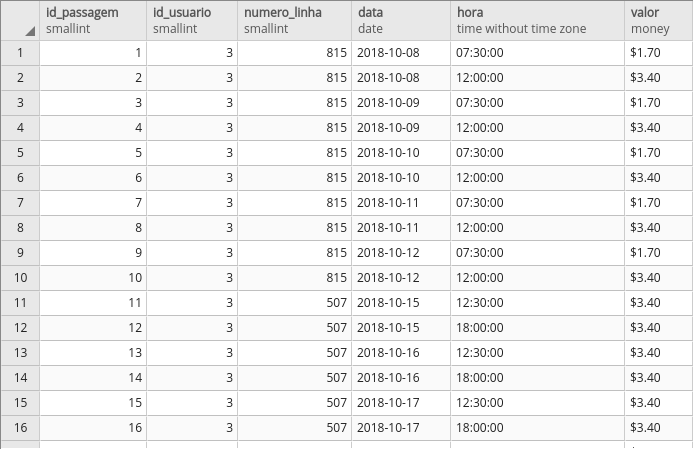 id_passagem id_usuario numero_linha data hora valor
smallint smallint smallint date time without time zone money
1 1 3 815 2018-10-08 07:30:00 $1.70
2 2 3 815 2018-10-08 12:00:00 $3.40
3 3 3 815 2018-10-09 07:30:00 $1.70
4 4 3 815 2018-10-09 12:00:00 $3.40
5 5 3 815 2018-10-10 07:30:00 $1.70
6 6 3 815 2018-10-10 12:00:00 $3.40
7 7 3 815 2018-10-11 07:30:00 $1.70
8 8 3 815 2018-10-11 12:00:00 $3.40
9 9 3 815 2018-10-12 07:30:00 $1.70
10 10 3 815 2018-10-12 12:00:00 $3.40
11 11 3 507 2018-10-15 12:30:00 $3.40
12 12 3 507 2018-10-15 18:00:00 $3.40
13 13 3 507 2018-10-16 12:30:00 $3.40
14 14 3 507 2018-10-16 18:00:00 $3.40
15 15 3 507 2018-10-17 12:30:00 $3.40
16 16 3 507 2018-10-17 18:00:00 $3.40